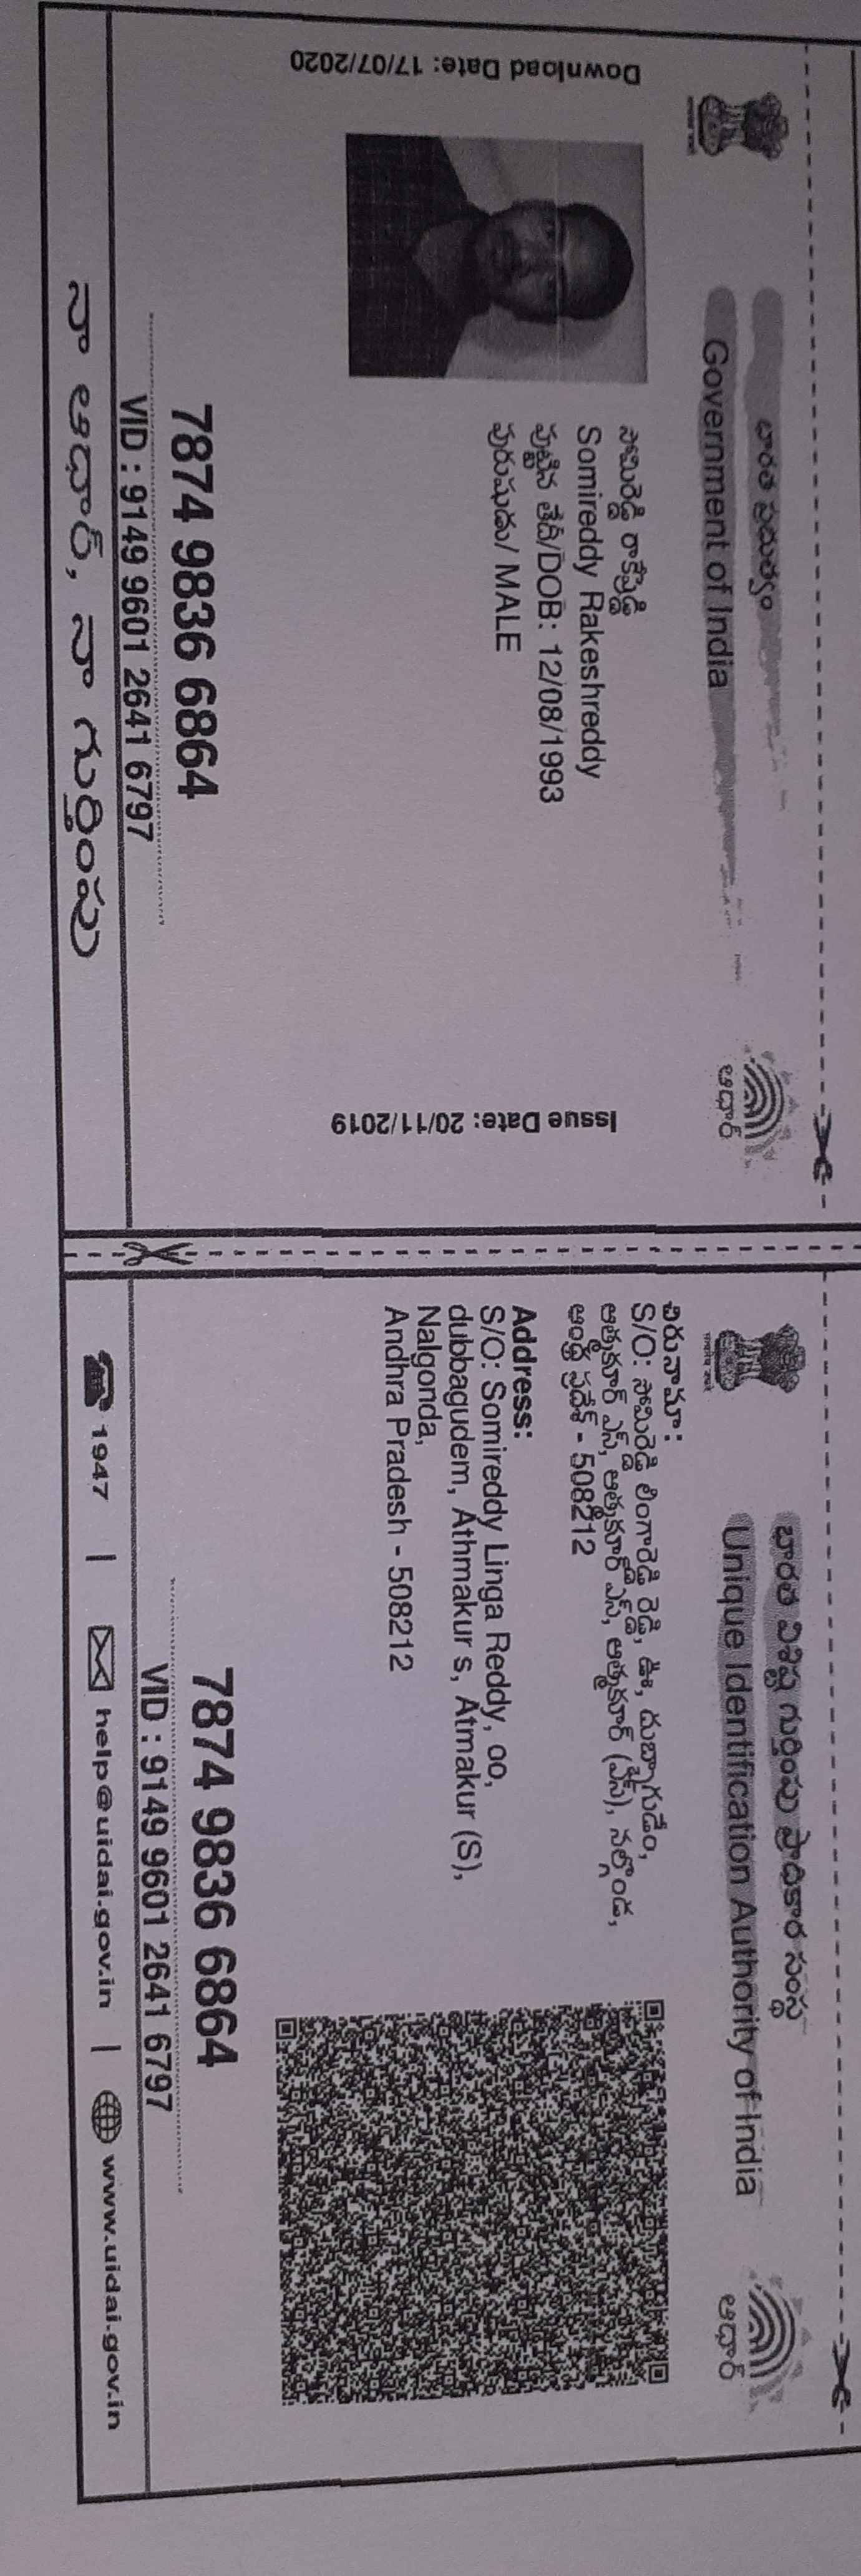 భారత ప్రభుత్వం
Government of India
ఆధార్
Download Date: 17/07/2020
సోమిరెడ్డి రాకేష్రెడ్డి
Somireddy Rakeshreddy
పుట్టిన తేదీ/DOB: 12/08/1993
పురుషుడు/ MALE
Issue Date: 20/11/2019
7874 9836 6864
VID : 9149 9601 2641 6797
నా ఆధార్, నా గుర్తింపు
భారత విశిష్ట గుర్తింపు ప్రాధికార సంస్థ
Unique Identification Authority of India
ఆధార్
చిరునామా:
S/O: సోమిరెడ్డి లింగారెడ్డి రెడ్డి, ఊ, దుబ్బాగుడేం,
ఆత్మకూర్ ఎస్, ఆత్మకూర్ ఎస్, ఆత్మకూర్ (ఎస్), నల్గొండ,
ఆంధ్ర ప్రదేశ్ - 508212
Address:
S/O: Somireddy Linga Reddy, oo,
dubbagudem, Athmakur s, Atmakur (S),
Nalgonda,
Andhra Pradesh - 508212
7874 9836 6864
VID : 9149 9601 2641 6797
1947 | help@uidai.gov.in | www.uidai.gov.in